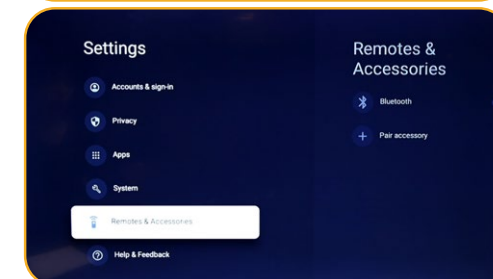 Settings
Accounts & sign-in
Privacy
Apps
System
Remotes & Accessories
Help & Feedback
Remotes &
Accessories
Bluetooth
Pair accessory